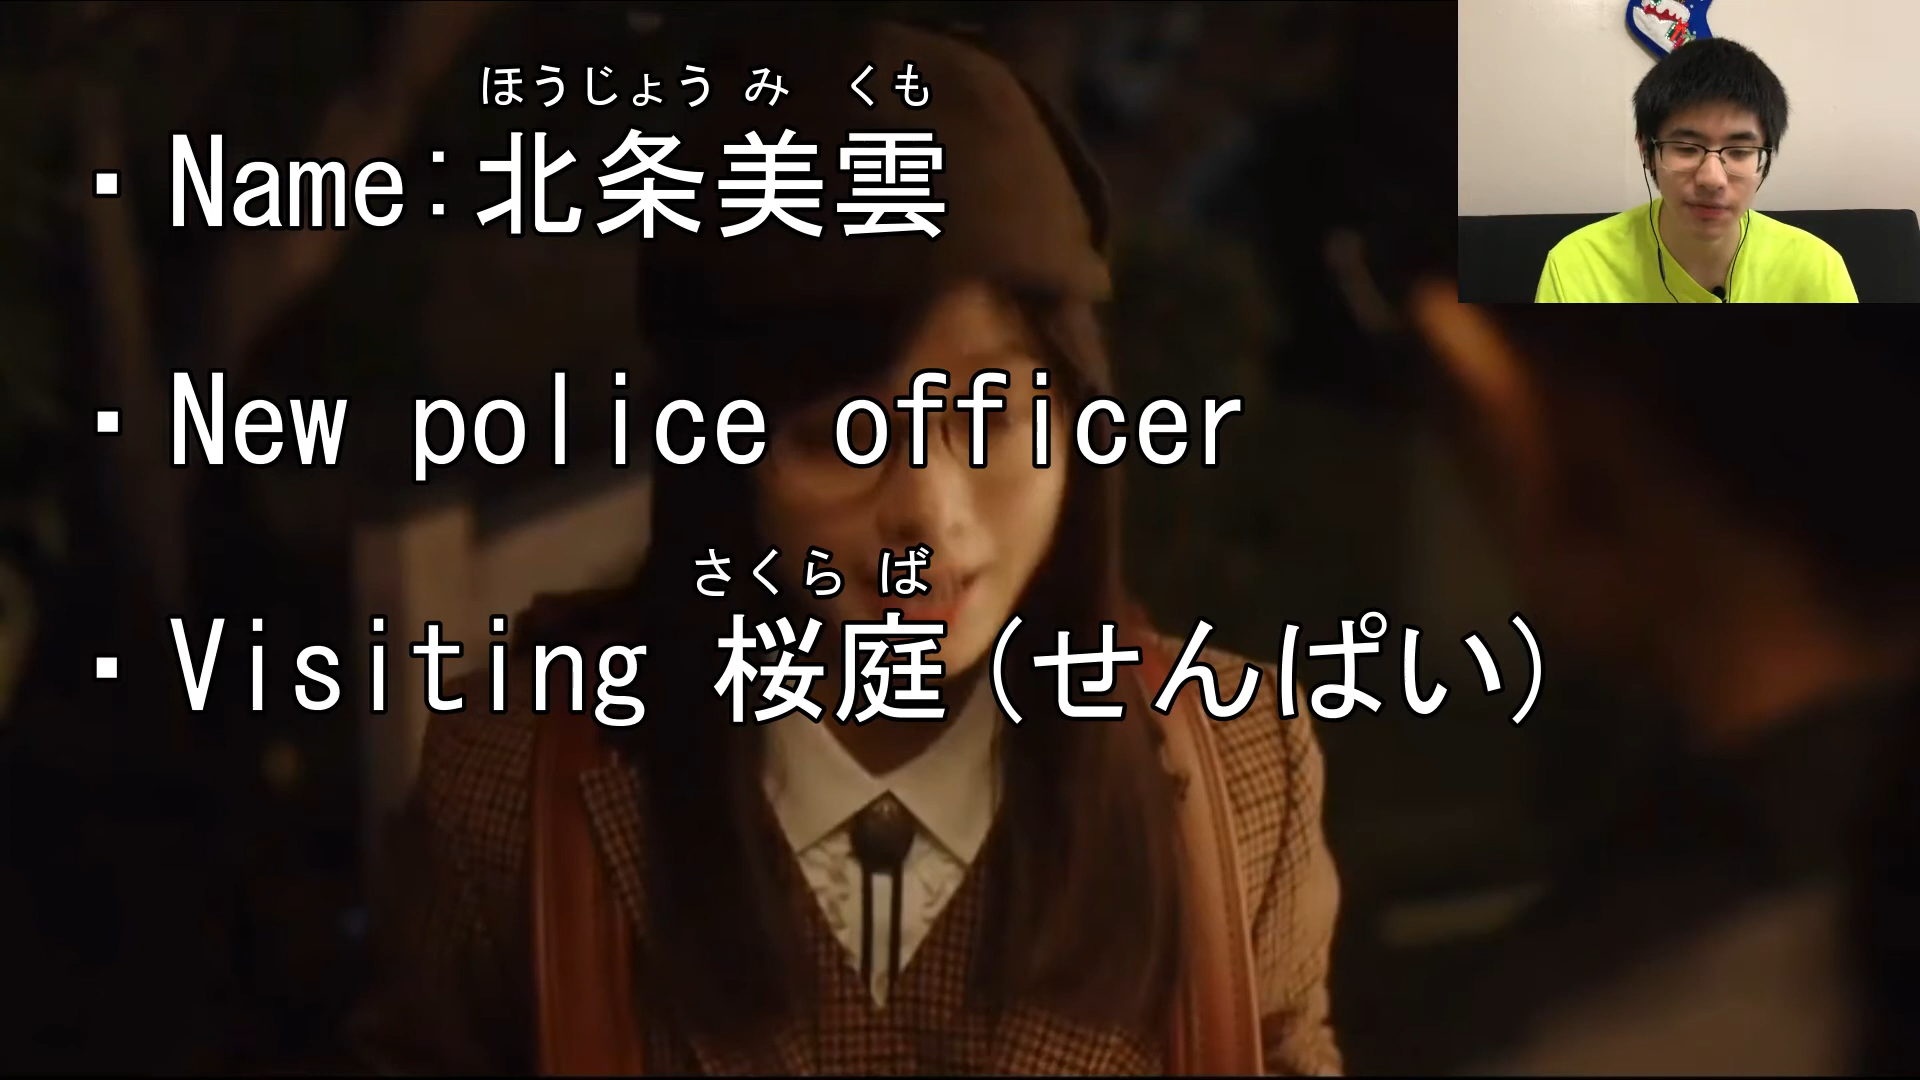 ほうじょう み くも
・Name:北条美雲
・New police officer
さくら ば
・Visiting 桜庭(せんぱい)